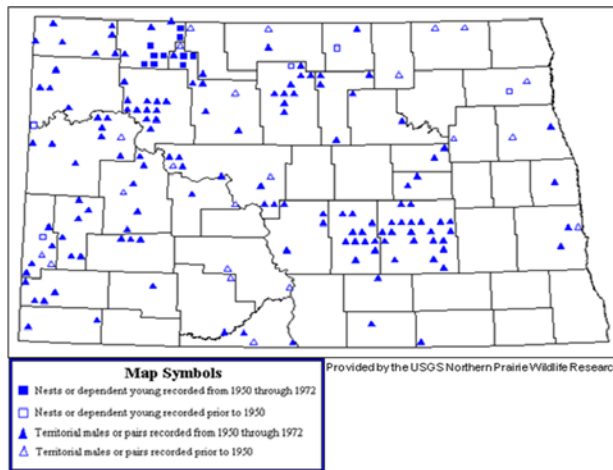 Provided by the USGS Northern Prairie Wildlife Researc
Map Symbols
Nests or dependent young recorded from 1950 through 1972
Nests or dependent young recorded prior to 1950
Territorial males or pairs recorded from 1950 through 1972
Territorial males or pairs recorded prior to 1950